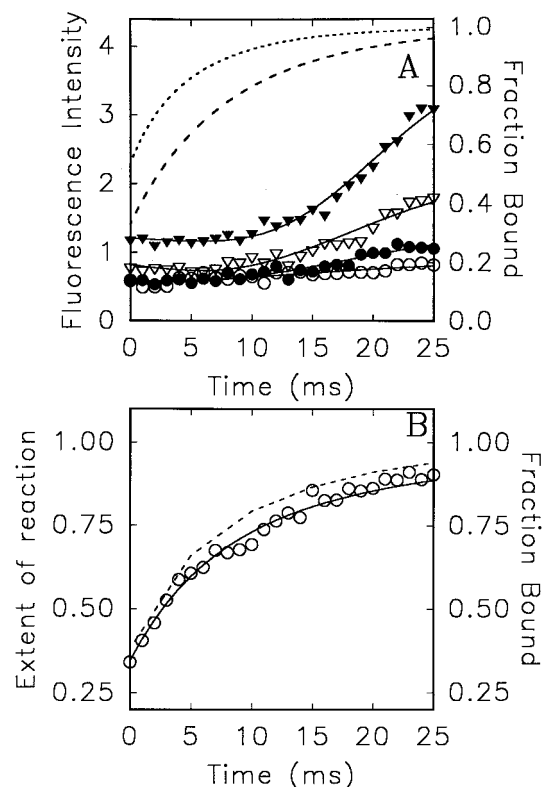 A
Fluorescence Intensity
4
3
2
1
0
Fraction Bound
1.0
0.8
0.6
0.4
0.2
0.0
0 5 10 15 20 25
Time (ms)
B
Extent of reaction
1.00
0.75
0.50
0.25
Fraction Bound
1.00
0.75
0.50
0.25
0 5 10 15 20 25
Time (ms)